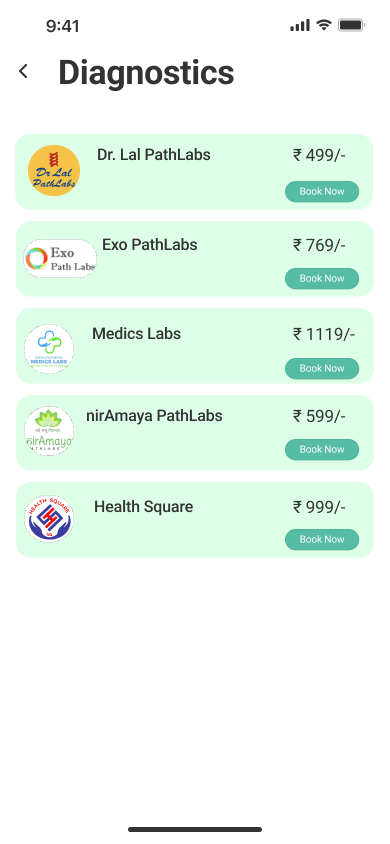 9:41
Diagnostics
Dr. Lal PathLabs
₹ 499/-
Dr Lal
PathLabs
Book Now
Exo PathLabs
₹ 769/-
Exo
Path Labs
Book Now
Medics Labs
₹ 1119/-
MEDICS LABS
Book Now
nirAmaya PathLabs
₹ 599/-
nirAmaya
PATHLABS
Book Now
Health Square
₹ 999/-
HEALTH SQUARE
Book Now